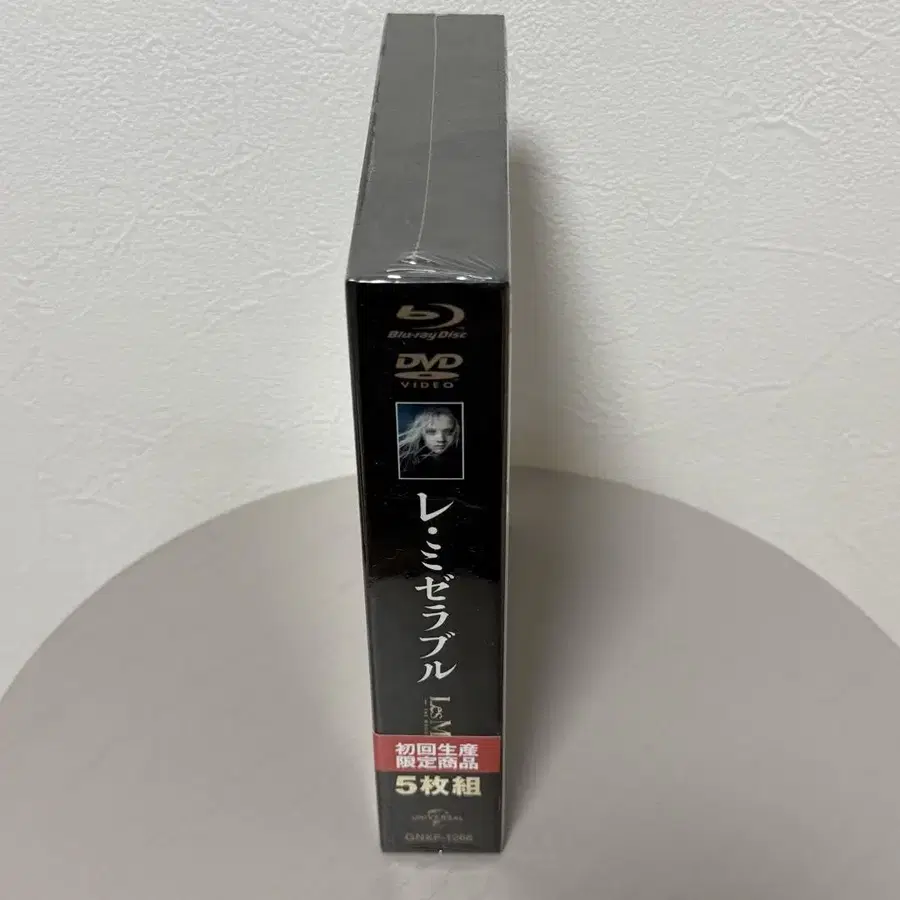 Blu-ray Disc
DVD
VIDEO
レ・ミゼラブル
LES M
初回生産
限定商品
5枚組
UNIVERSAL